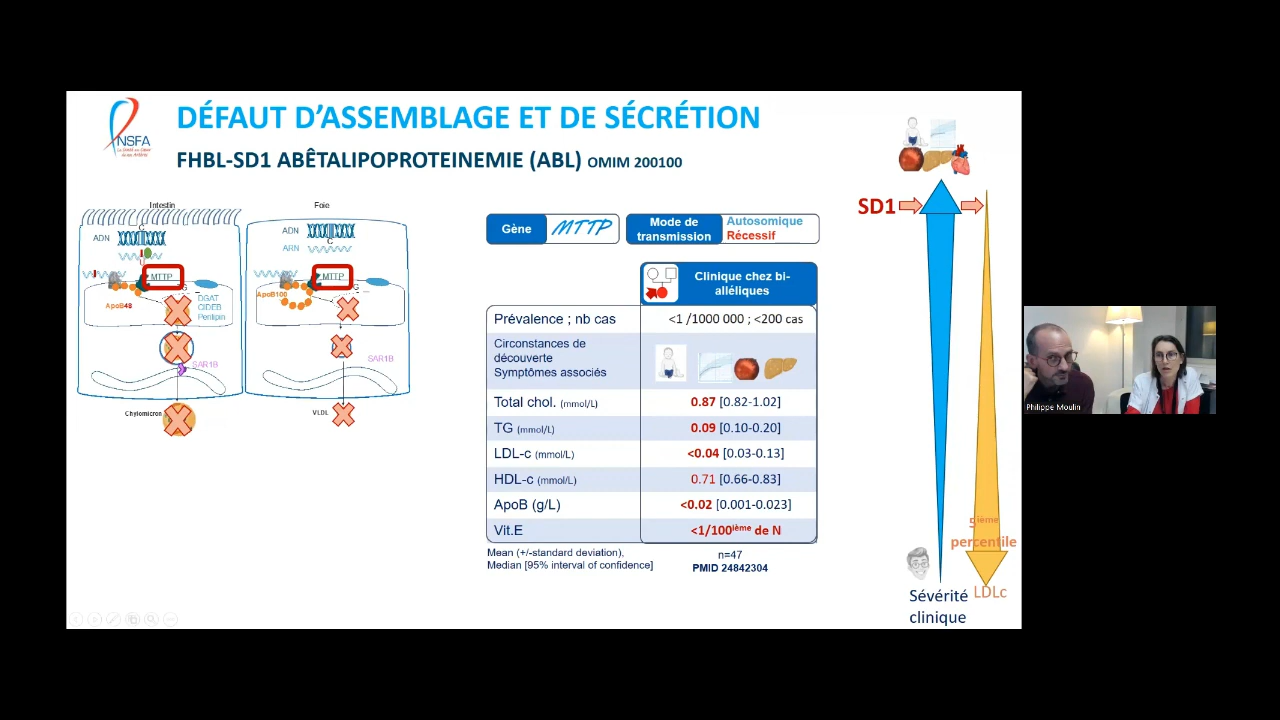 NSFA
DÉFAUT D'ASSEMBLAGE ET DE SÉCRÉTION
FHBL-SD1 ABÊTALIPOPROTEINEMIE (ABL) OMIM 200100
Intestin
Foie
ADN
C
ADN
C
ARN
U
MTTP
MTTP
TG
G
ApoB48
ApoB100
DGAT
CIDEB
Perilipin
SAR1B
SAR1B
Chylomicron
VLDL
Gène
MTTP
Mode de transmission
Autosomique
Récessif
Clinique chez bi-alléliques
Prévalence ; nb cas
<1 /1000 000 ; <200 cas
Circonstances de découverte
Symptômes associés
Total chol. (mmol/L)
0.87 [0.82-1.02]
TG (mmol/L)
0.09 [0.10-0.20]
LDL-c (mmol/L)
<0.04 [0.03-0.13]
HDL-c (mmol/L)
0.71 [0.66-0.83]
ApoB (g/L)
<0.02 [0.001-0.023]
Vit.E
<1/100ième de N
Mean (+/-standard deviation),
Median [95% interval of confidence]
n=47
PMID 24842304
SD1
5ième
percentile
LDLc
Sévérité
clinique
Philippe Moulin